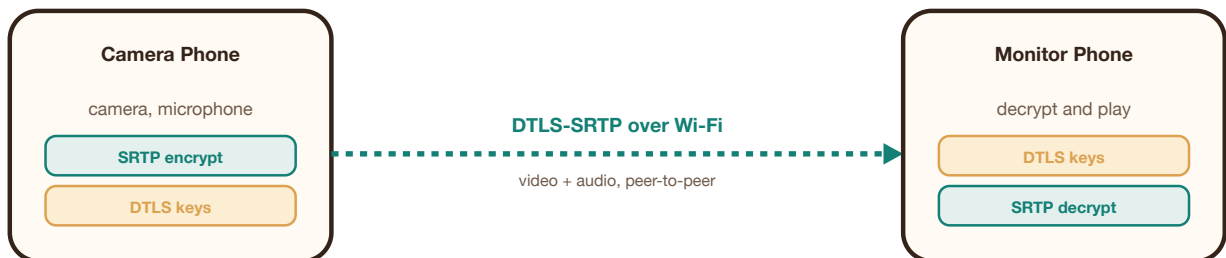 Camera Phone
camera, microphone
SRTP encrypt
DTLS keys
DTLS-SRTP over Wi-Fi
video + audio, peer-to-peer
Monitor Phone
decrypt and play
DTLS keys
SRTP decrypt